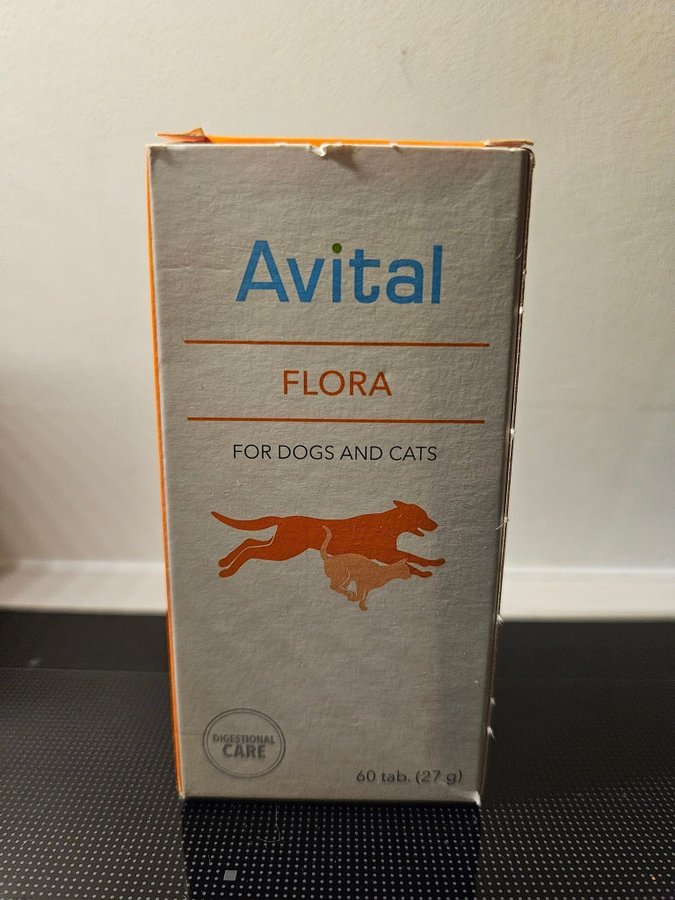 Avital
FLORA
FOR DOGS AND CATS
DIGESTIONAL
CARE
60 tab. (27 g)